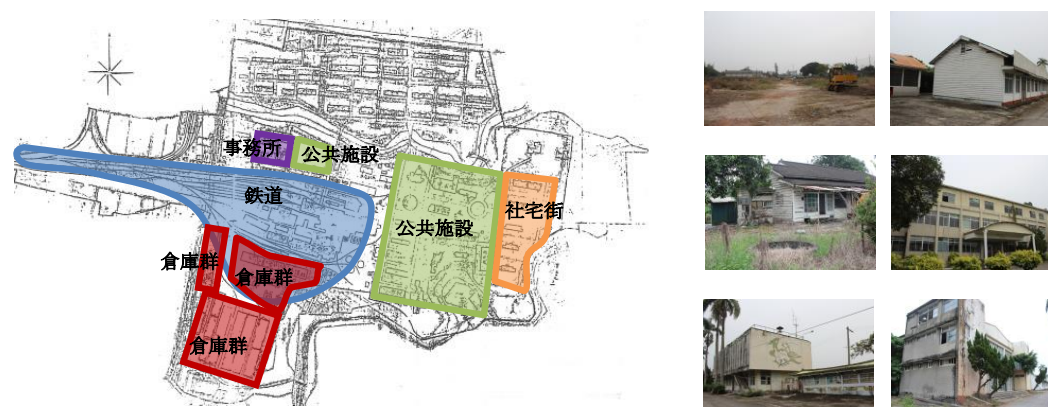 事務所
公共施設
鉄道
公共施設
社宅街
倉庫群
倉庫群
倉庫群